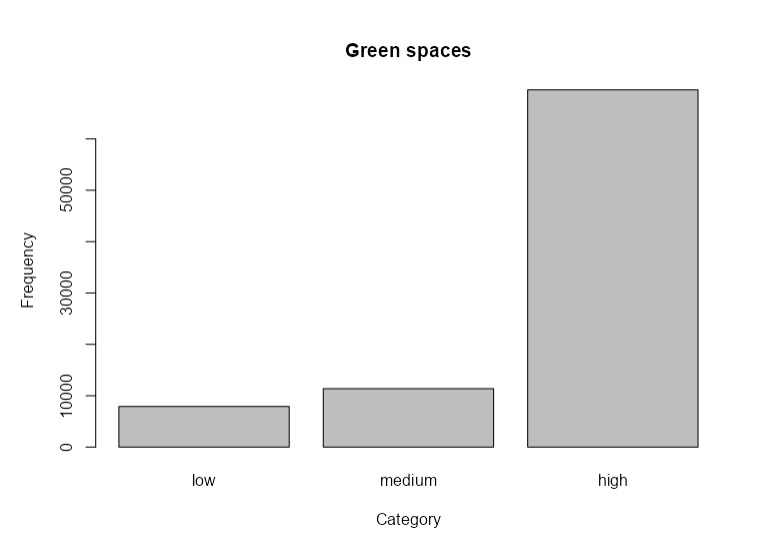 Green spaces
Frequency
50000
30000
10000
0
low medium high
Category